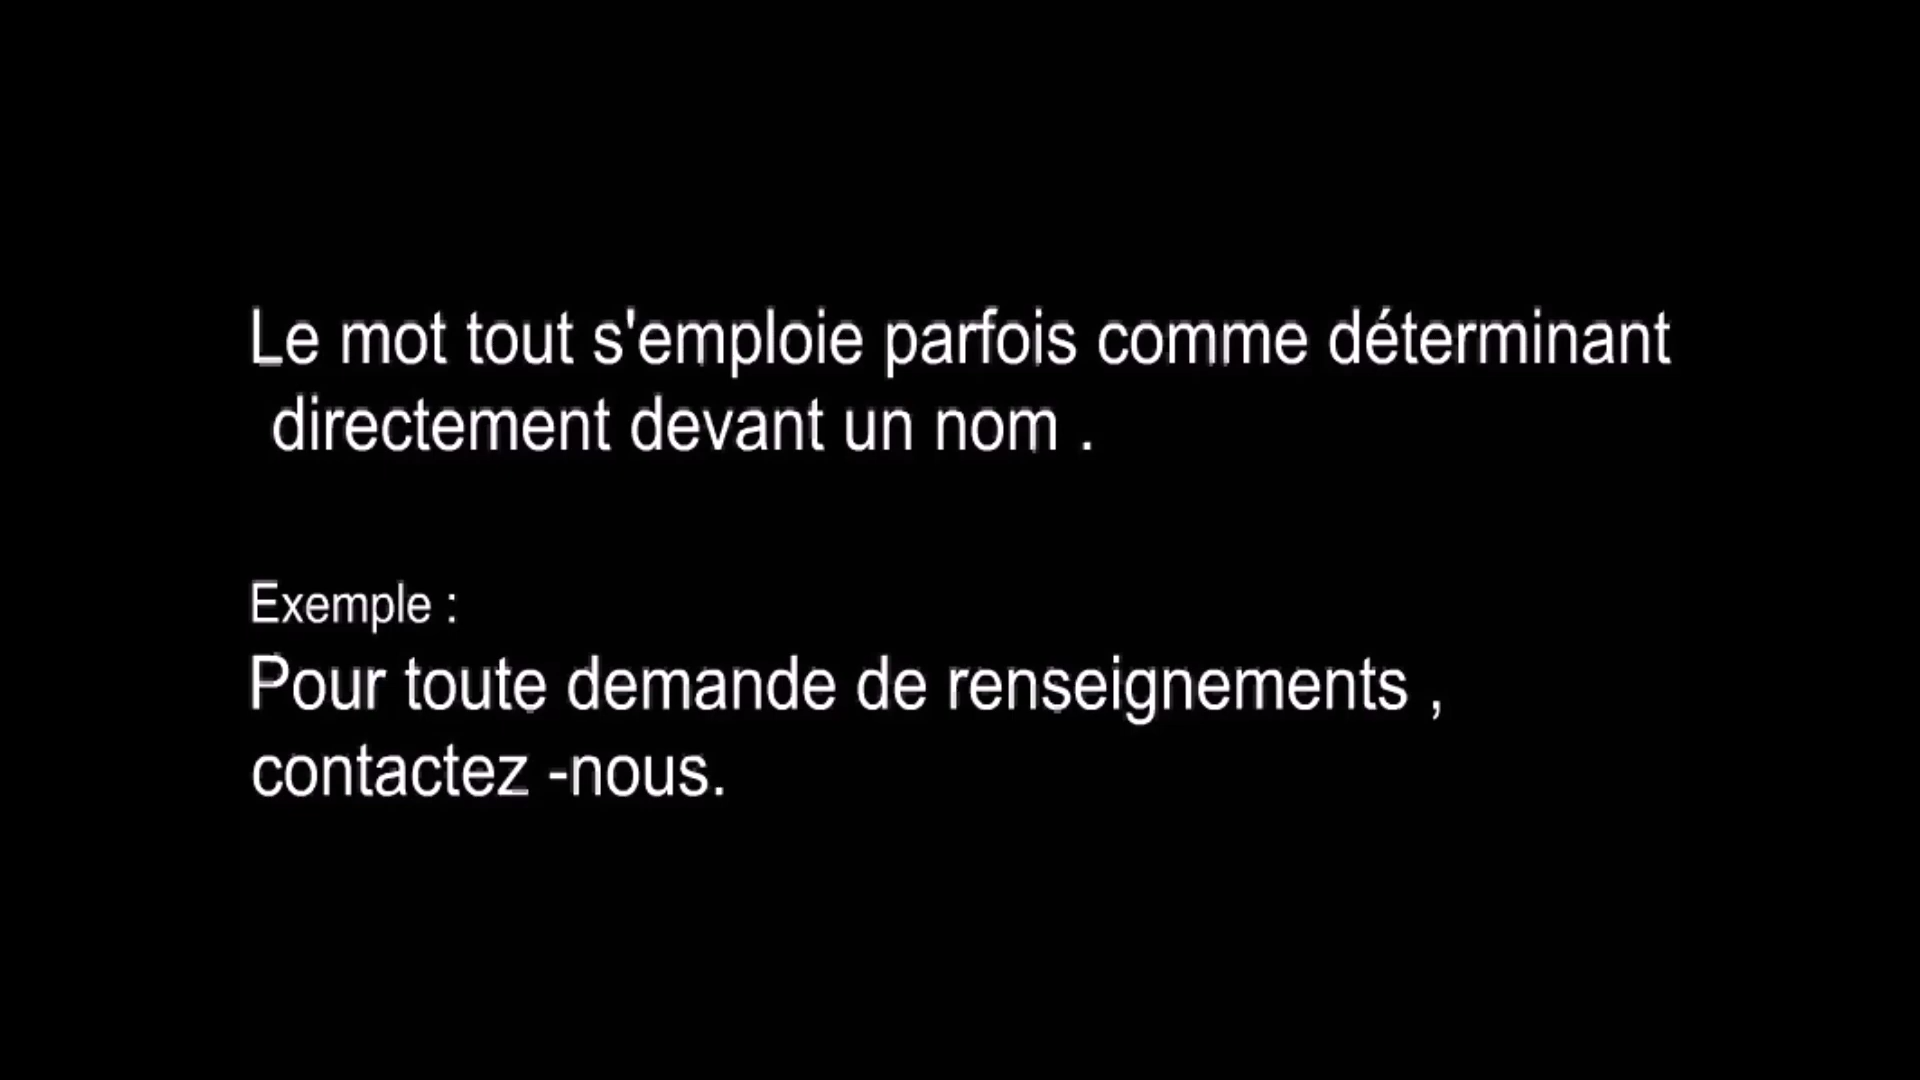 Le mot tout s'emploie parfois comme déterminant
directement devant un nom .
Exemple :
Pour toute demande de renseignements ,
contactez -nous.